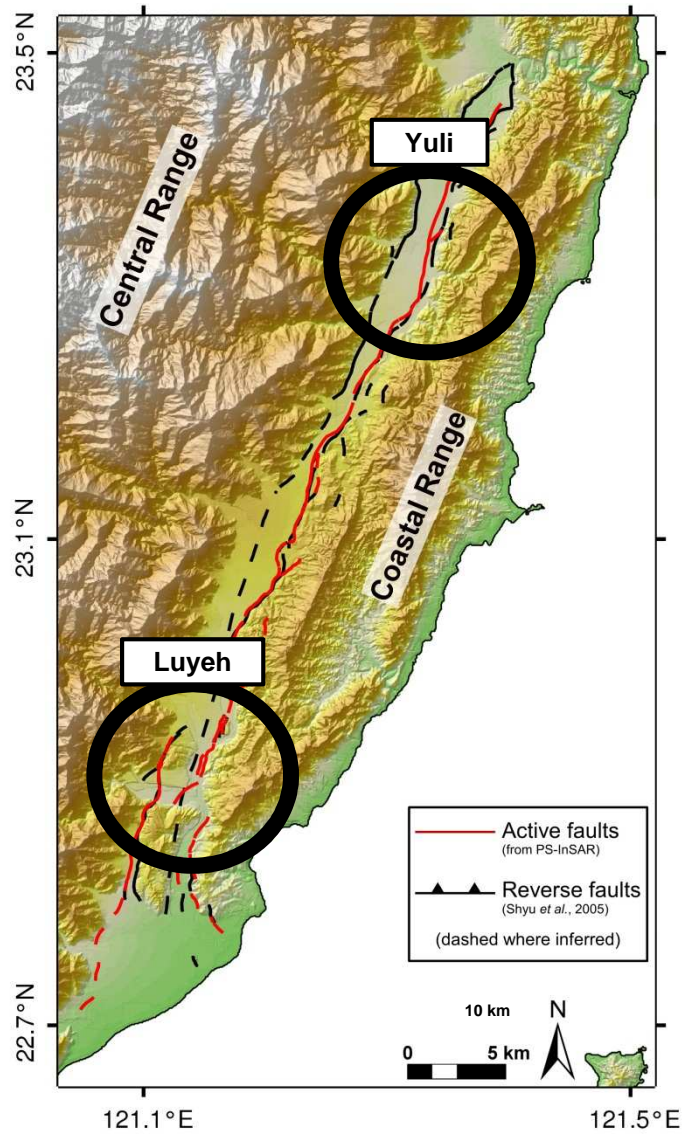 23.5°N
Yuli
Central Range
Coastal Range
23.1°N
Luyeh
Active faults
(from PS-InSAR)
Reverse faults
(Shyu et al., 2005)
(dashed where inferred)
10 km
N
0
5 km
22.7°N
121.1°E
121.5°E